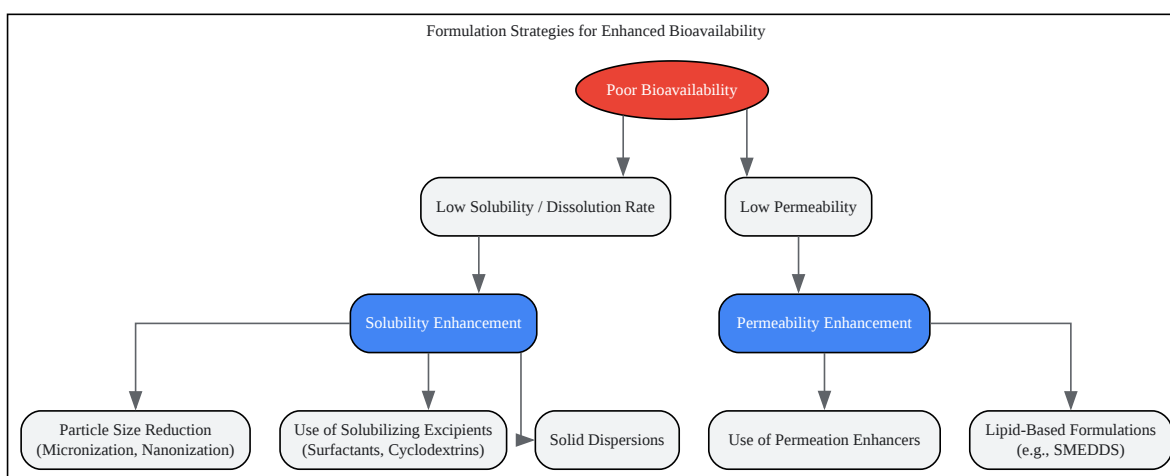 Formulation Strategies for Enhanced Bioavailability
Poor Bioavailability
Low Solubility / Dissolution Rate
Low Permeability
Solubility Enhancement
Permeability Enhancement
Particle Size Reduction
(Micronization, Nanonization)
Use of Solubilizing Excipients
(Surfactants, Cyclodextrins)
Solid Dispersions
Use of Permeation Enhancers
Lipid-Based Formulations
(e.g., SMEDDS)